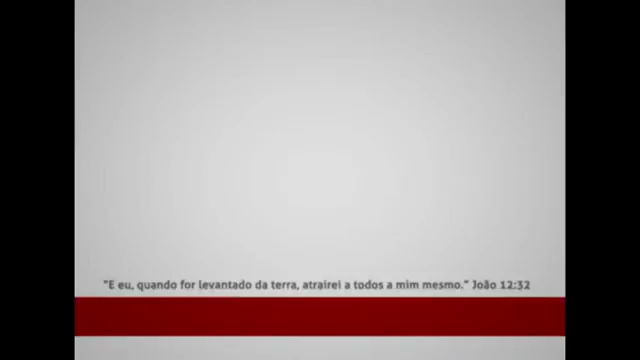 "E eu, quando for levantado da terra, atrairei a todos a mim mesmo." João 12:32